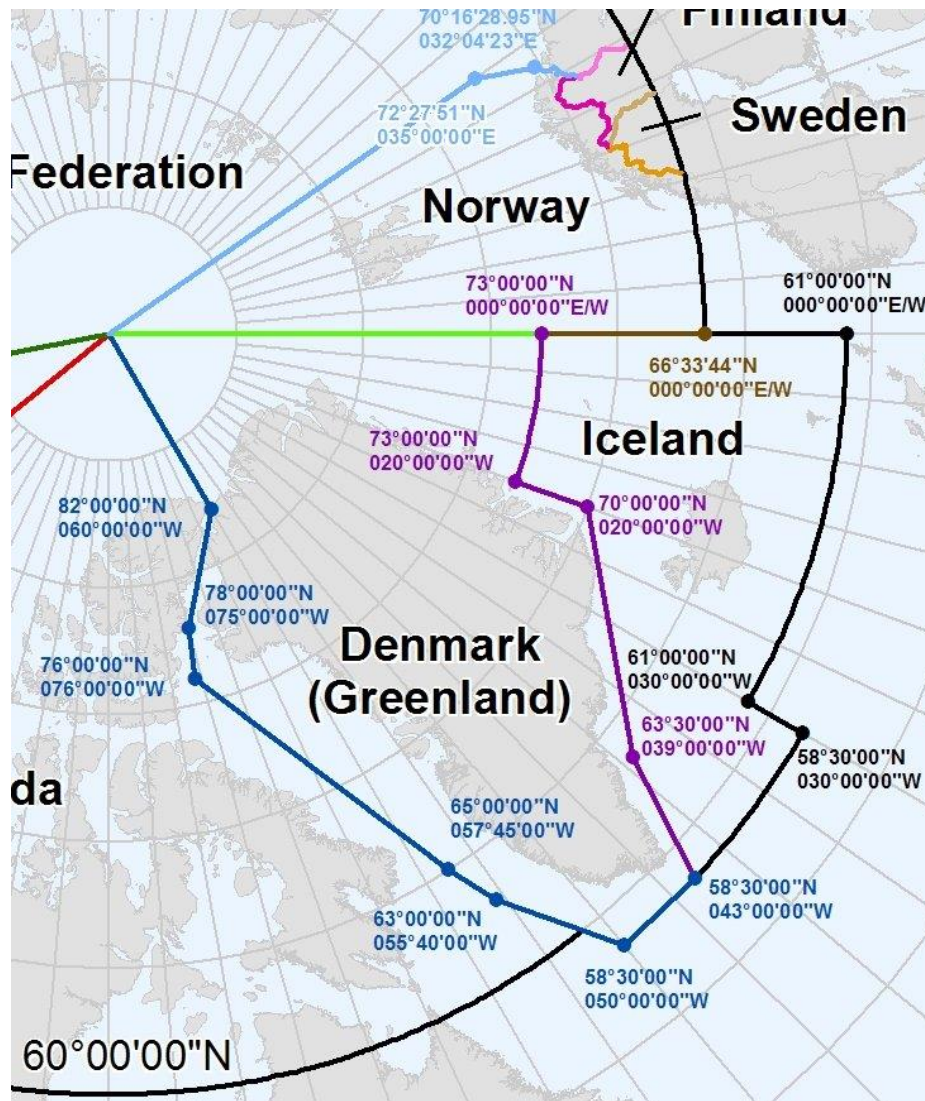 Finland
70°16'28.95"N
032°04'23"E
72°27'51"N
035°00'00"E
Sweden
Federation
Norway
73°00'00"N
000°00'00"E/W
61°00'00"N
000°00'00"E/W
66°33'44"N
000°00'00"E/W
Iceland
73°00'00"N
020°00'00"W
82°00'00"N
060°00'00"W
70°00'00"N
020°00'00"W
78°00'00"N
075°00'00"W
Denmark
(Greenland)
76°00'00"N
076°00'00"W
61°00'00"N
030°00'00"W
63°30'00"N
039°00'00"W
58°30'00"N
030°00'00"W
da
65°00'00"N
057°45'00"W
58°30'00"N
043°00'00"W
63°00'00"N
055°40'00"W
58°30'00"N
050°00'00"W
60°00'00"N